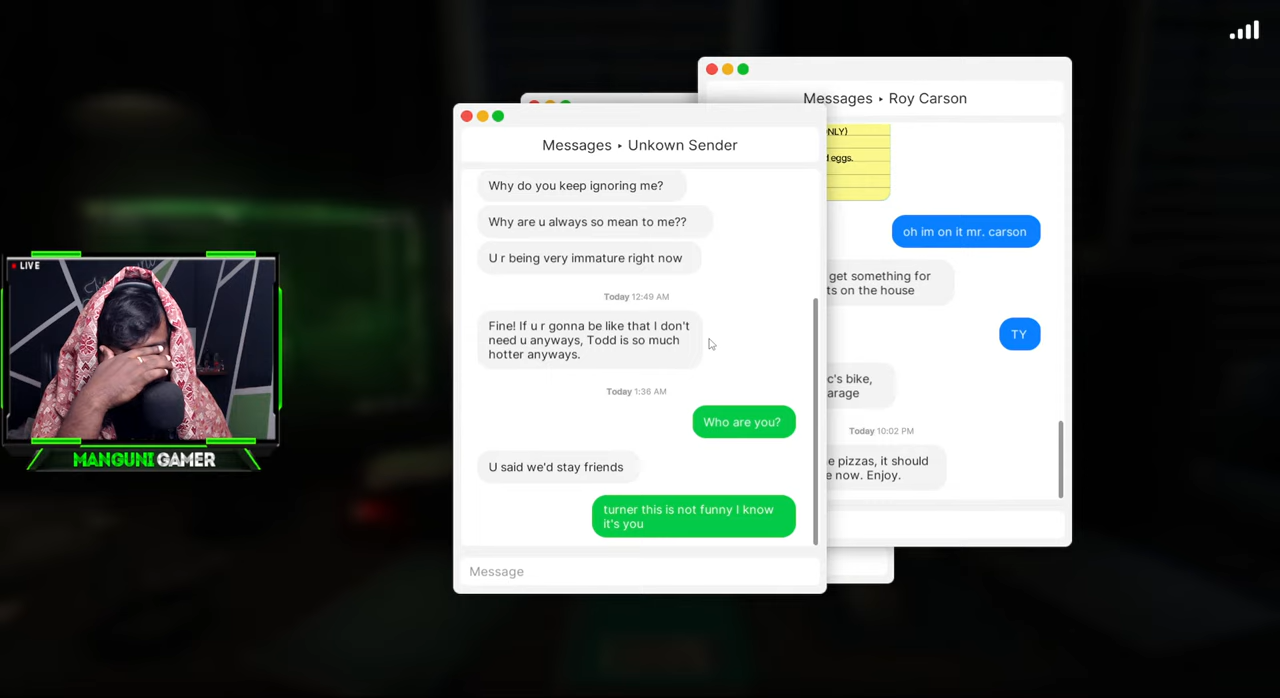 LIVE
MANGUNI GAMER
Messages ‣ Unkown Sender
Why do you keep ignoring me?
Why are u always so mean to me??
U r being very immature right now
Today 12:49 AM
Fine! If u r gonna be like that I don't
need u anyways, Todd is so much
hotter anyways.
Today 1:36 AM
Who are you?
U said we'd stay friends
turner this is not funny I know
it's you
Message
Messages ‣ Roy Carson
eggs.
oh im on it mr. carson
get something for
on the house
TY
bike,
Today 10:02 PM
pizzas, it should
now. Enjoy.